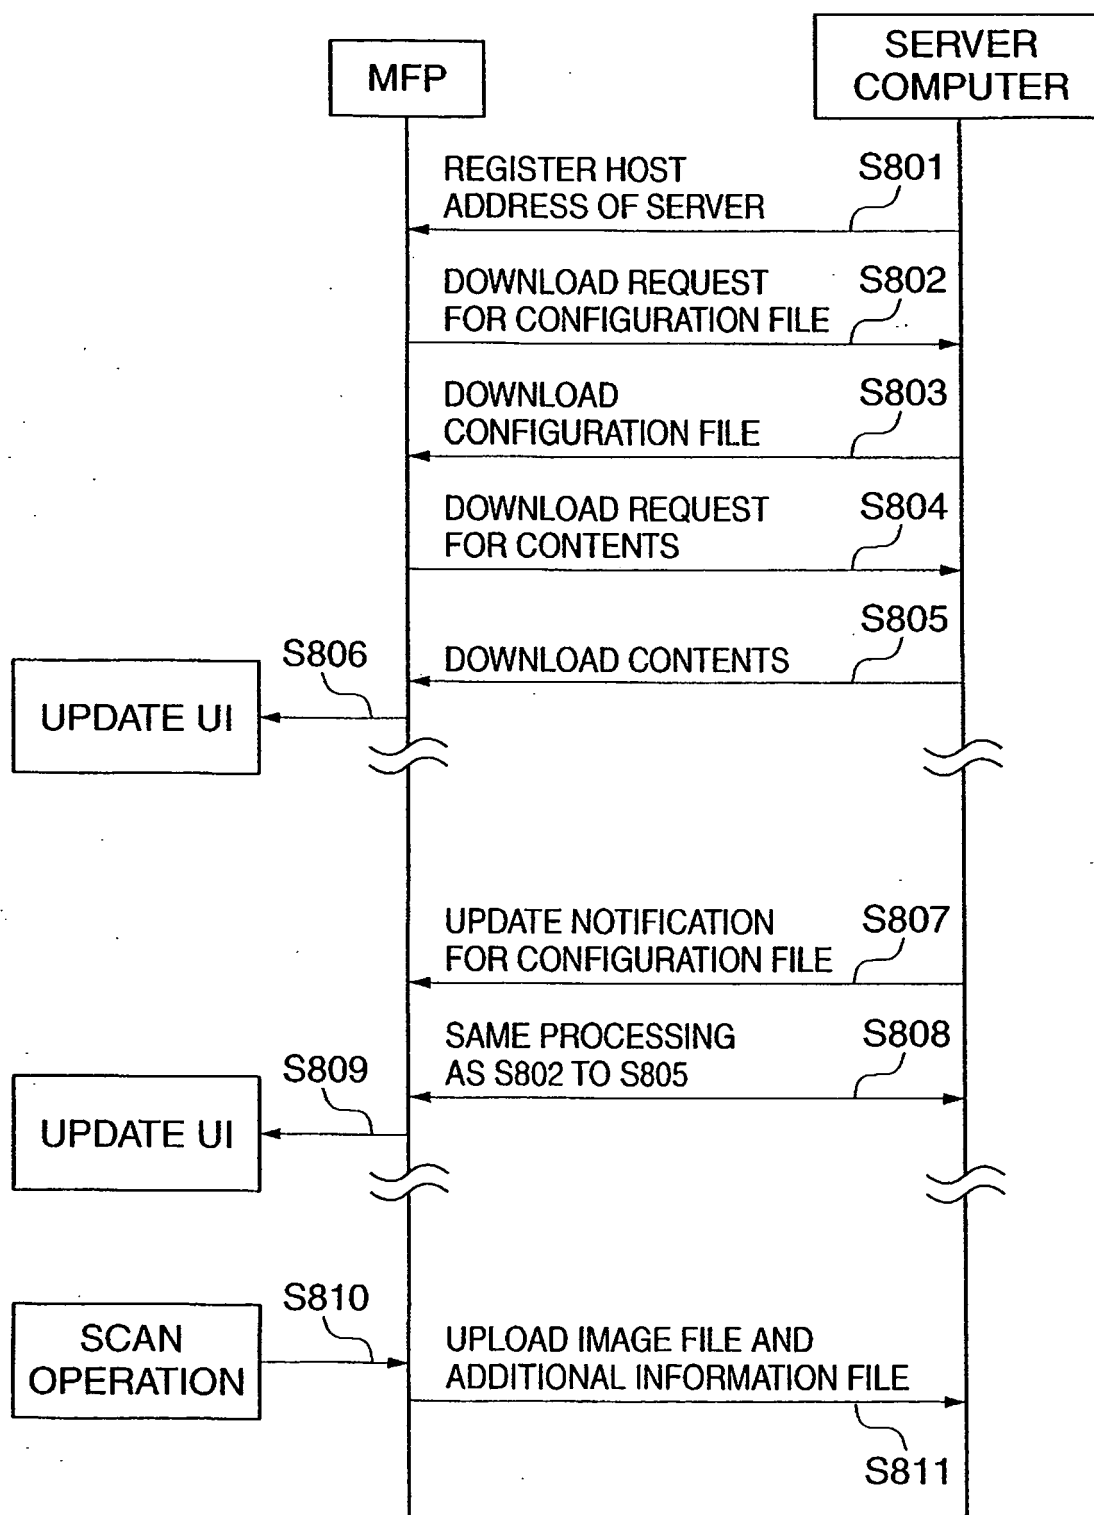 MFP
SERVER
COMPUTER
REGISTER HOST
ADDRESS OF SERVER
S801
DOWNLOAD REQUEST
FOR CONFIGURATION FILE
S802
DOWNLOAD
CONFIGURATION FILE
S803
DOWNLOAD REQUEST
FOR CONTENTS
S804
DOWNLOAD CONTENTS
S805
UPDATE UI
S806
UPDATE NOTIFICATION
FOR CONFIGURATION FILE
S807
SAME PROCESSING
AS S802 TO S805
S808
UPDATE UI
S809
SCAN
OPERATION
S810
UPLOAD IMAGE FILE AND
ADDITIONAL INFORMATION FILE
S811